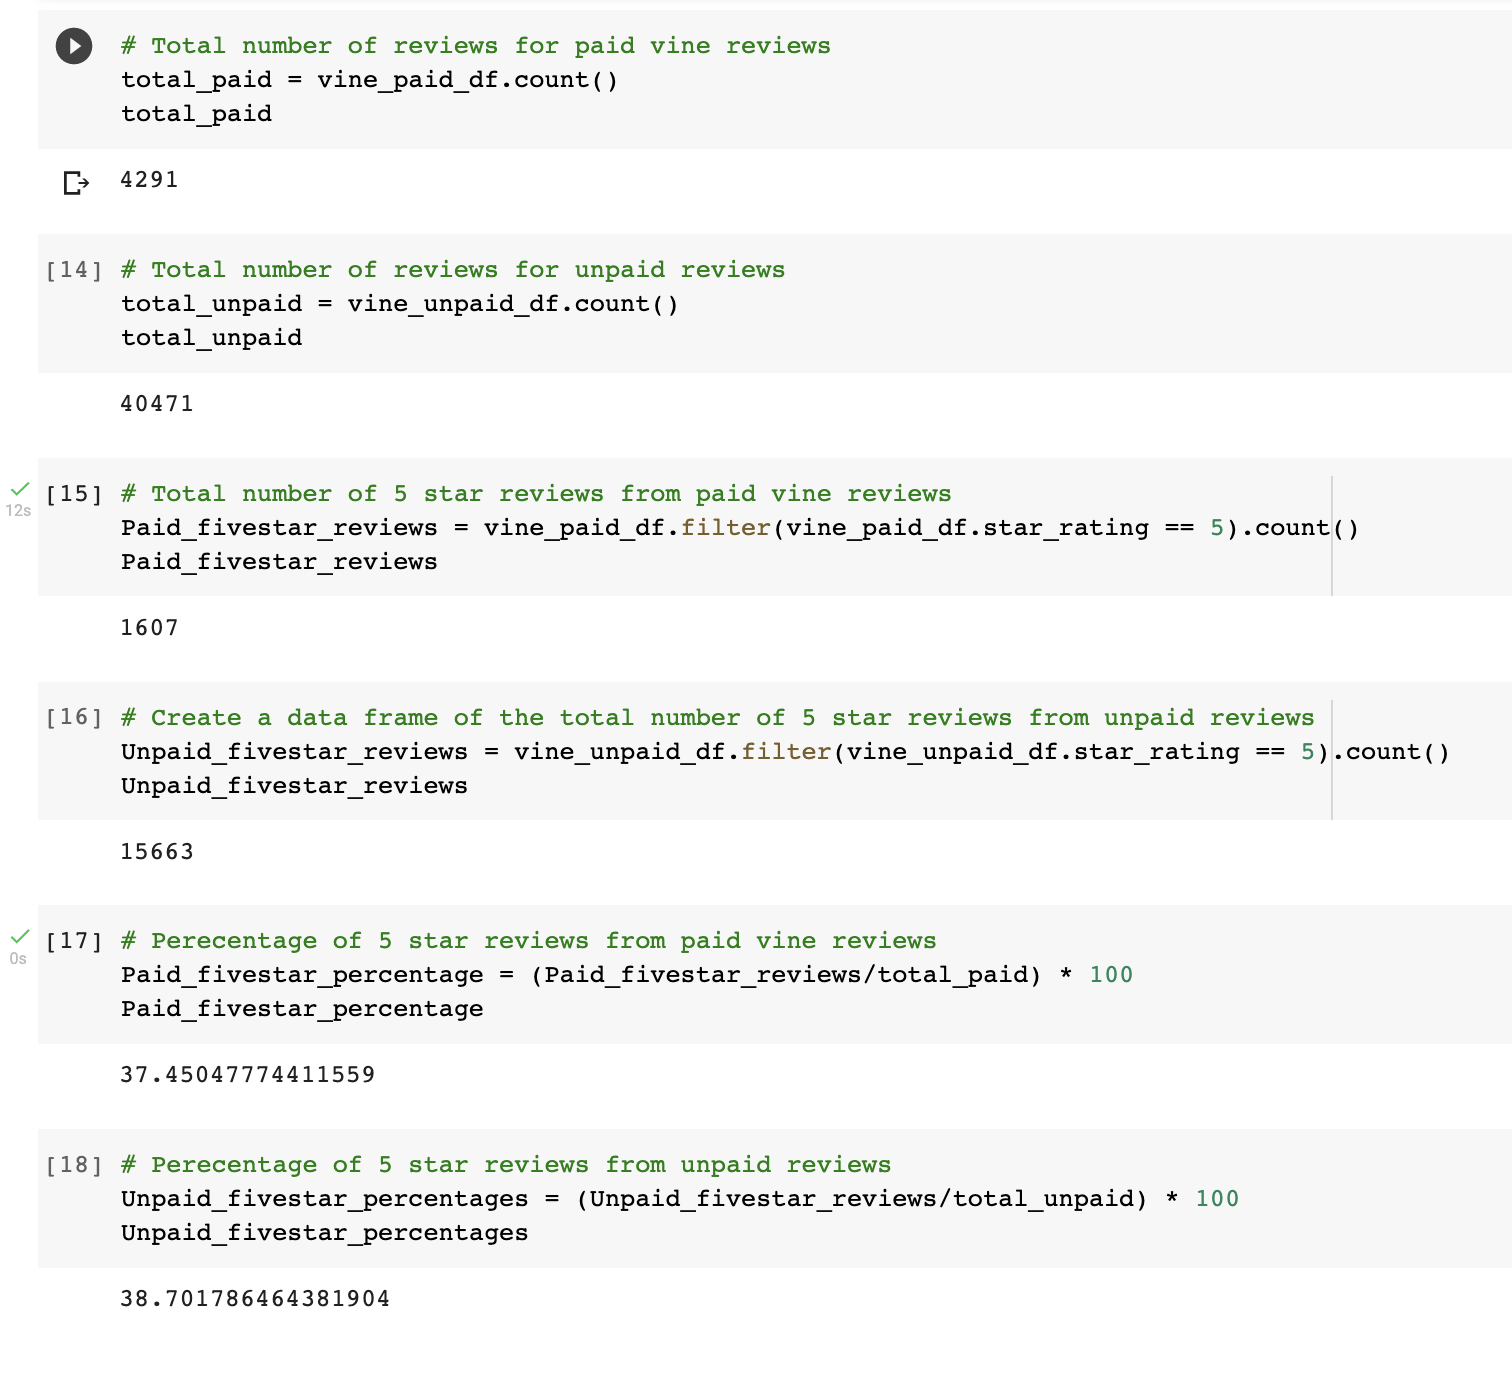 # Total number of reviews for paid vine reviews
total_paid = vine_paid_df.count()
total_paid
4291
[14] # Total number of reviews for unpaid reviews
total_unpaid = vine_unpaid_df.count()
total_unpaid
40471
[15] # Total number of 5 star reviews from paid vine reviews
12s
Paid_fivestar_reviews = vine_paid_df.filter(vine_paid_df.star_rating == 5).count()
Paid_fivestar_reviews
1607
[16] # Create a data frame of the total number of 5 star reviews from unpaid reviews
Unpaid_fivestar_reviews = vine_unpaid_df.filter(vine_unpaid_df.star_rating == 5).count()
Unpaid_fivestar_reviews
15663
[17] # Perecentage of 5 star reviews from paid vine reviews
0s
Paid_fivestar_percentage = (Paid_fivestar_reviews/total_paid) * 100
Paid_fivestar_percentage
37.45047774411559
[18] # Perecentage of 5 star reviews from unpaid reviews
Unpaid_fivestar_percentages = (Unpaid_fivestar_reviews/total_unpaid) * 100
Unpaid_fivestar_percentages
38.701786464381904